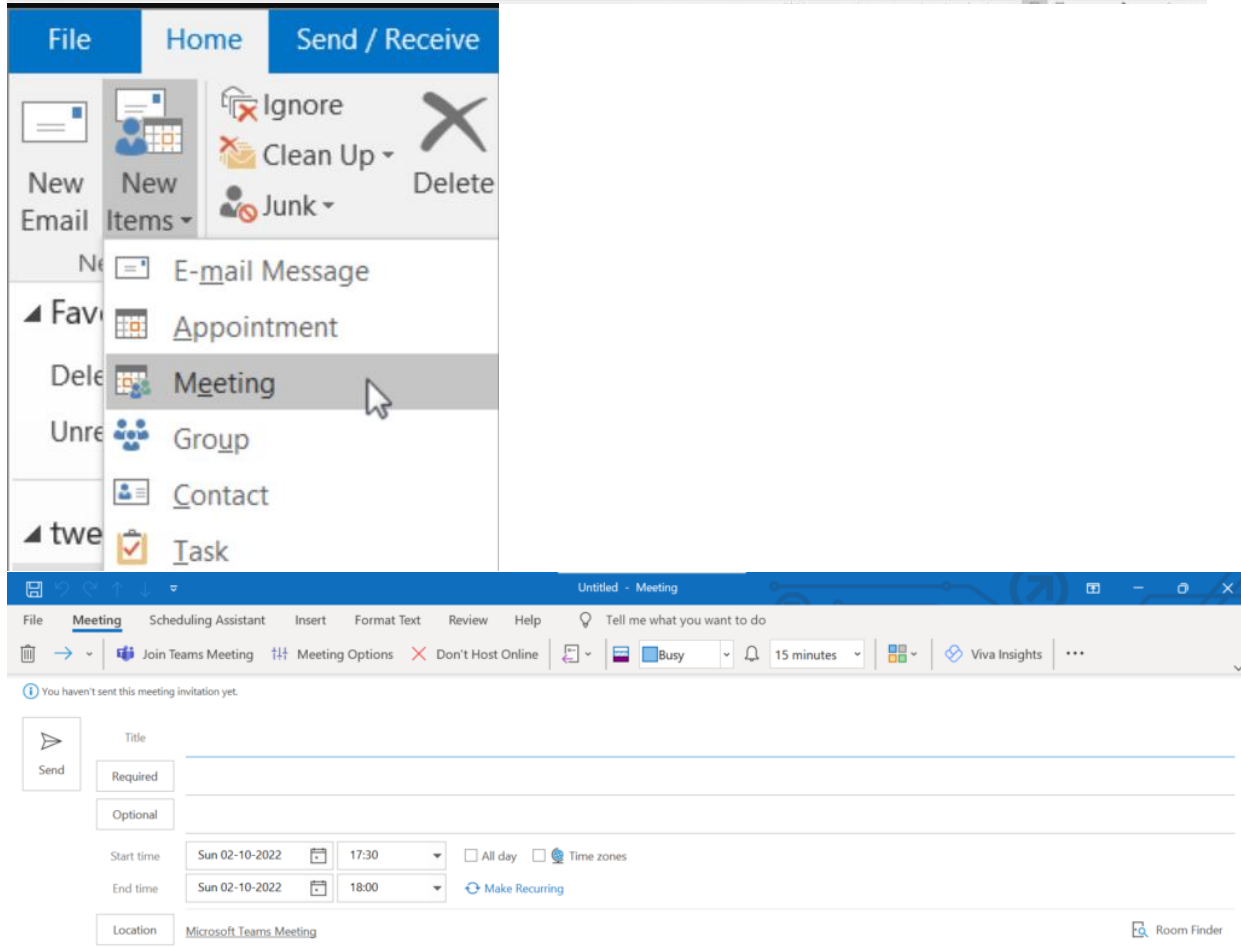 File Home Send / Receive
Ignore
Clean Up
New New Delete
Email Items Junk
Ne E-mail Message
Fav Appointment
Dele Meeting
Unre Group
Contact
twe Task
Untitled - Meeting
File Meeting Scheduling Assistant Insert Format Text Review Help Tell me what you want to do
Join Teams Meeting Meeting Options Don't Host Online Busy 15 minutes Viva Insights ...
You haven't sent this meeting invitation yet.
Title
Send
Required
Optional
Start time Sun 02-10-2022 17:30 All day Time zones
End time Sun 02-10-2022 18:00 Make Recurring
Location Microsoft Teams Meeting Room Finder